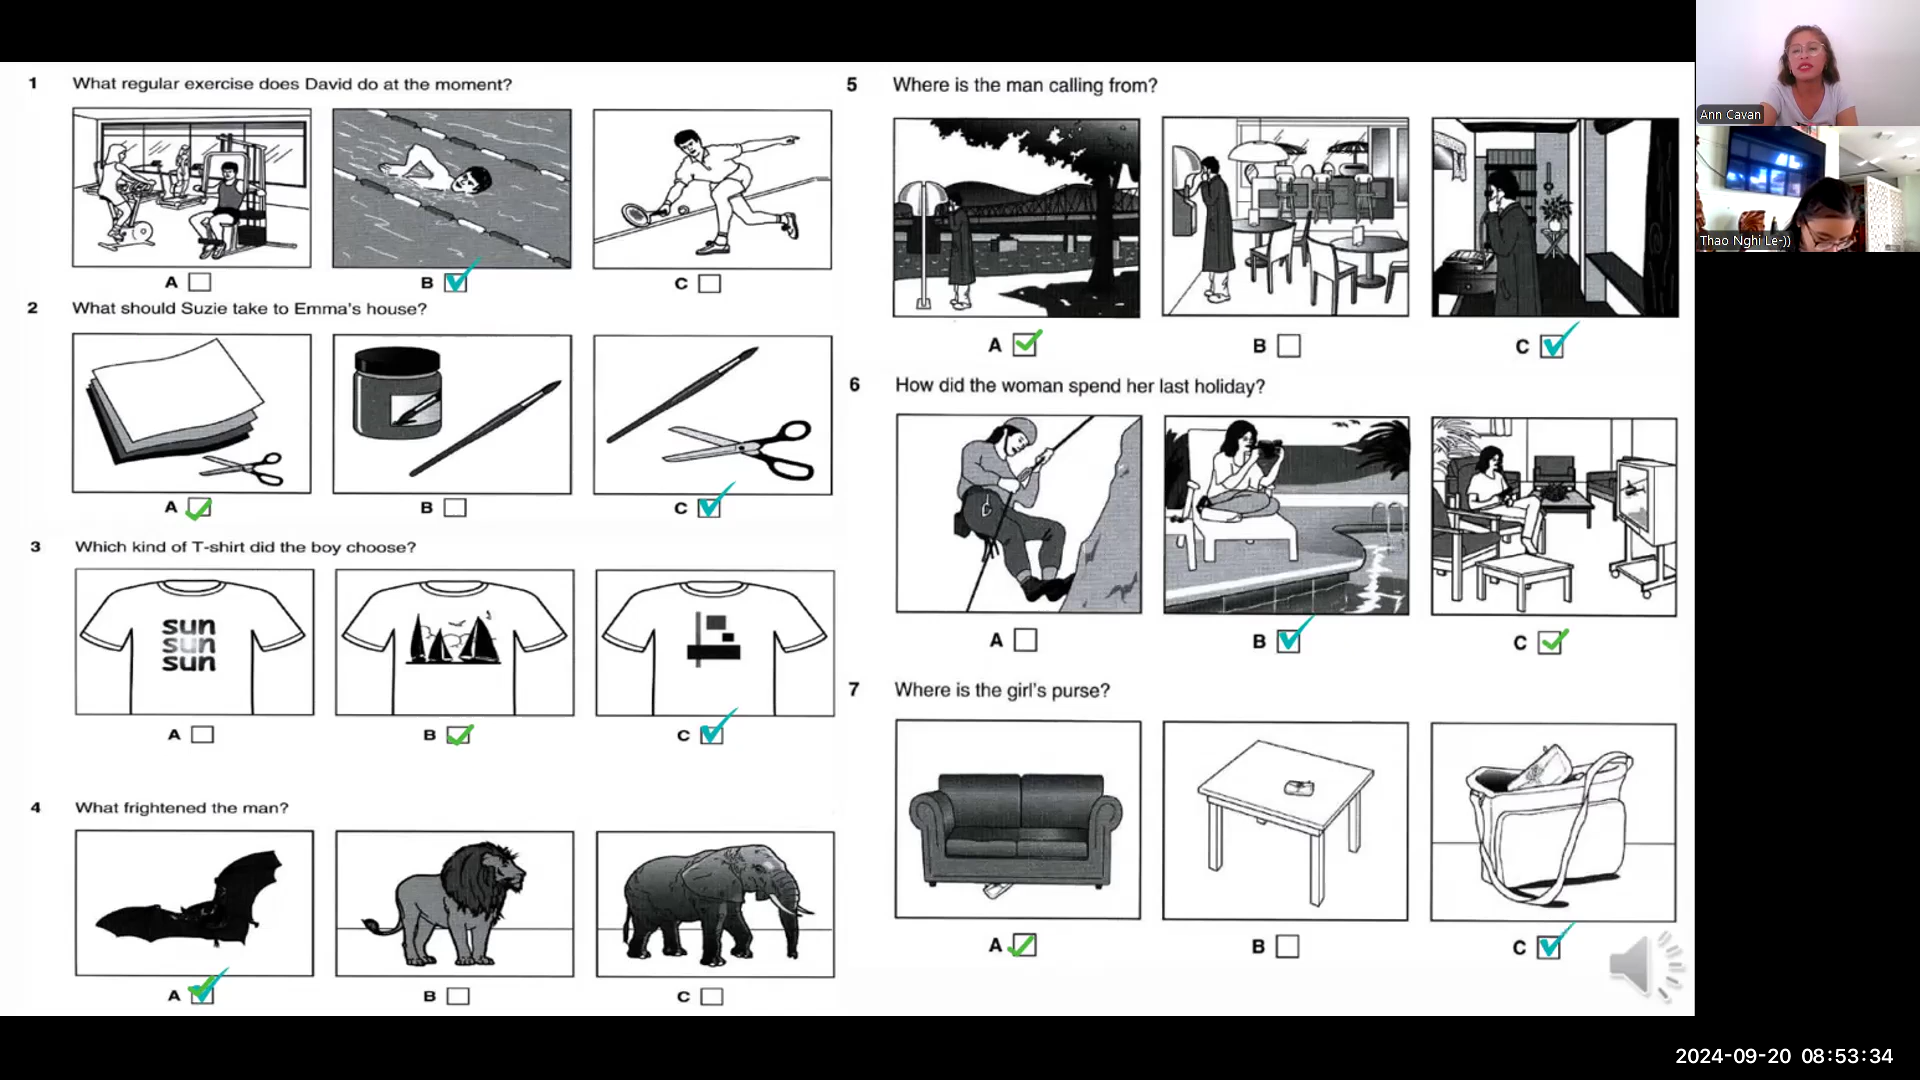 1 What regular exercise does David do at the moment?
A B C
2 What should Suzie take to Emma's house?
A B C
3 Which kind of T-shirt did the boy choose?
sun
sun
sun
A B C
4 What frightened the man?
A B C
5 Where is the man calling from?
A B C
6 How did the woman spend her last holiday?
A B C
7 Where is the girl's purse?
A B C
Ann Cavan
Thao Nghi Le-))
2024-09-20 08:53:34